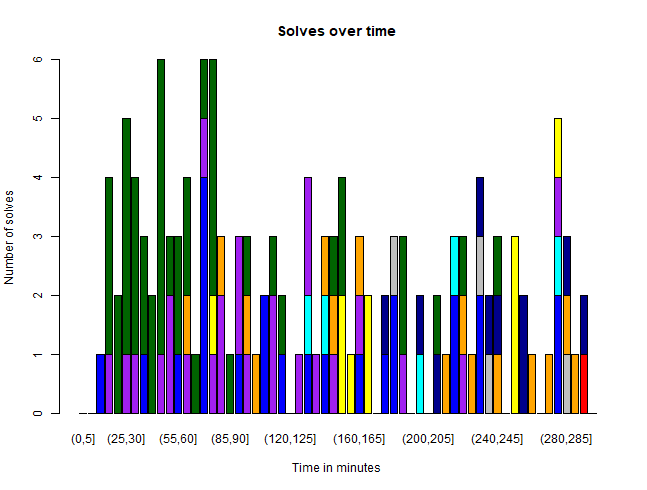 Solves over time
Number of solves
6
5
4
3
2
1
0
(0,5] (25,30] (55,60] (85,90] (120,125] (160,165] (200,205] (240,245] (280,285]
Time in minutes